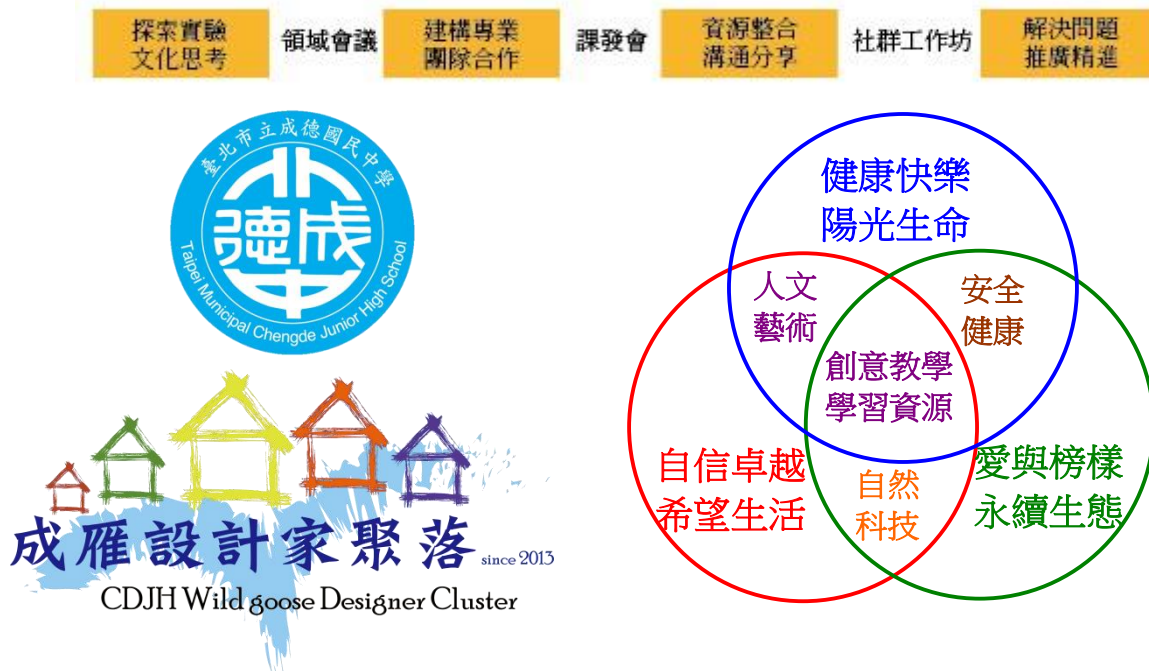 探索實驗
文化思考
領域會議
建構專業
團隊合作
課發會
資源整合
溝通分享
社群工作坊
解決問題
推廣精進
臺北市立成德國民中學
德成
Taipei Municipal Chengde Junior High School
健康快樂
陽光生命
人文
藝術
安全
健康
創意教學
學習資源
自信卓越
希望生活
自然
科技
愛與榜樣
永續生態
成雁設計家聚落 since 2013
CDJH Wild goose Designer Cluster